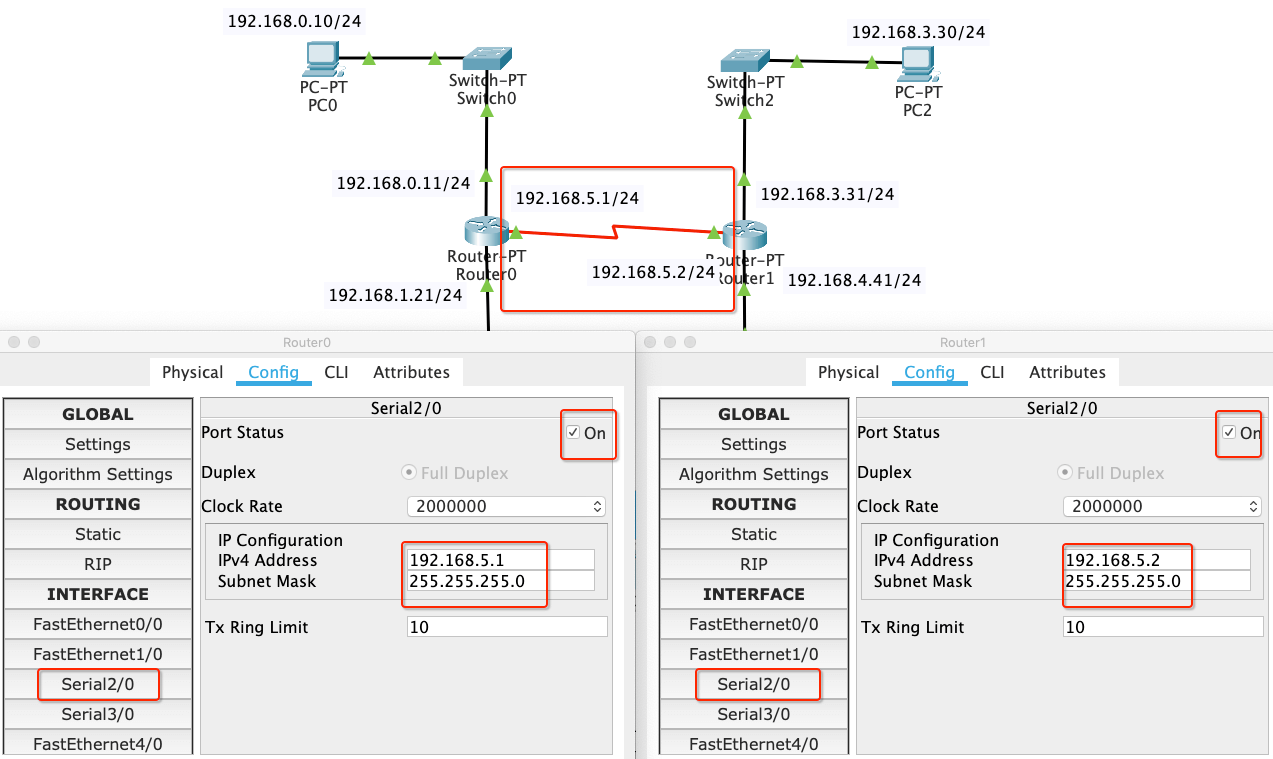 192.168.0.10/24
192.168.3.30/24
PC-PT
PC0
Switch-PT
Switch0
Switch-PT
Switch2
PC-PT
PC2
192.168.0.11/24
192.168.5.1/24
192.168.3.31/24
Router-PT
Router0
192.168.5.2/24
Router-PT
Router1
192.168.1.21/24
192.168.4.41/24
Router0
Physical
Config
CLI
Attributes
GLOBAL
Settings
Algorithm Settings
ROUTING
Static
RIP
INTERFACE
FastEthernet0/0
FastEthernet1/0
Serial2/0
Serial3/0
FastEthernet4/0
Serial2/0
Port Status
On
Duplex
Full Duplex
Clock Rate
2000000
IP Configuration
IPv4 Address
192.168.5.1
Subnet Mask
255.255.255.0
Tx Ring Limit
10
Router1
Physical
Config
CLI
Attributes
GLOBAL
Settings
Algorithm Settings
ROUTING
Static
RIP
INTERFACE
FastEthernet0/0
FastEthernet1/0
Serial2/0
Serial3/0
FastEthernet4/0
Serial2/0
Port Status
On
Duplex
Full Duplex
Clock Rate
2000000
IP Configuration
IPv4 Address
192.168.5.2
Subnet Mask
255.255.255.0
Tx Ring Limit
10